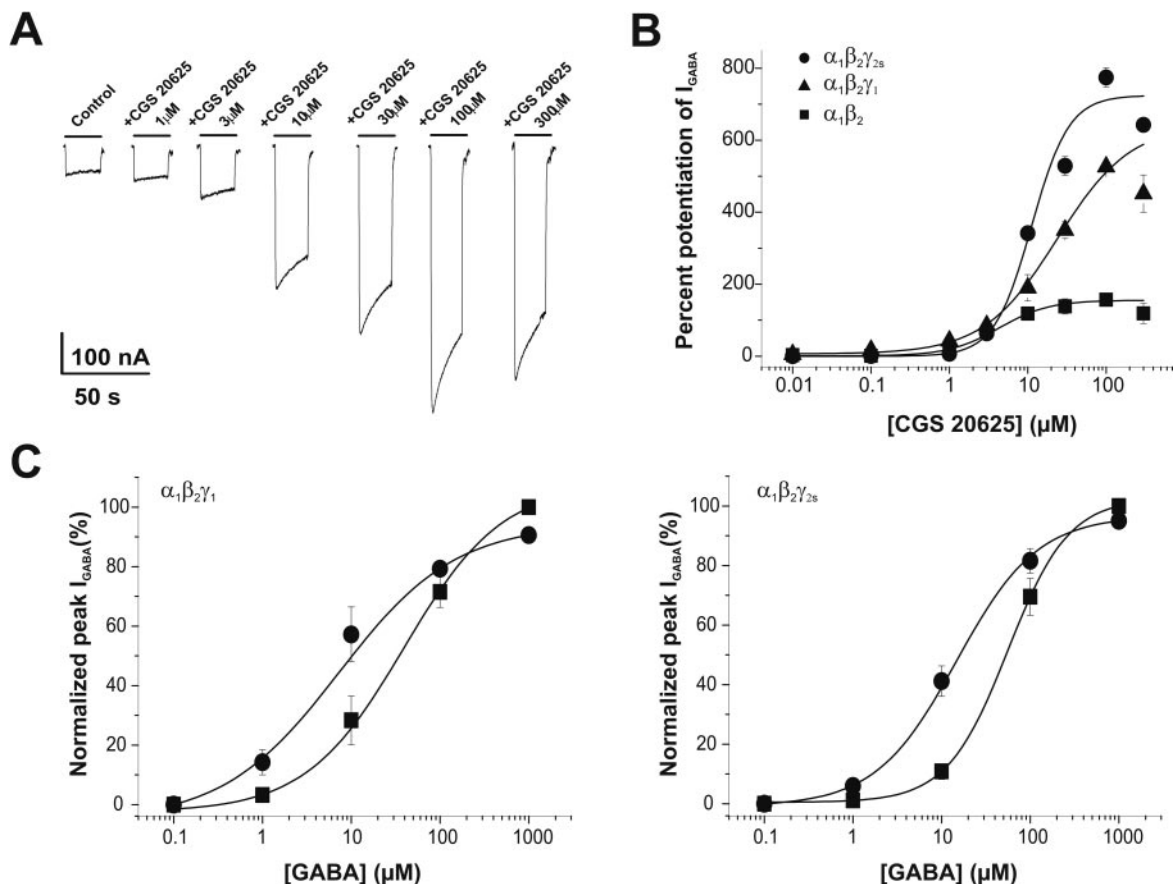 A
Control
+CGS 20625
1µM
+CGS 20625
3µM
+CGS 20625
10µM
+CGS 20625
30µM
+CGS 20625
100µM
+CGS 20625
300µM
100 nA
50 s
B
α₁β₂γ₂ₛ
α₁β₂γ₁
α₁β₂
Percent potentiation of I_GABA
800
600
400
200
0
0.01 0.1 1 10 100
[CGS 20625] (µM)
C
α₁β₂γ₁
Normalized peak I_GABA(%)
100
80
60
40
20
0
0.1 1 10 100 1000
[GABA] (µM)
α₁β₂γ₂ₛ
Normalized peak I_GABA(%)
100
80
60
40
20
0
0.1 1 10 100 1000
[GABA] (µM)